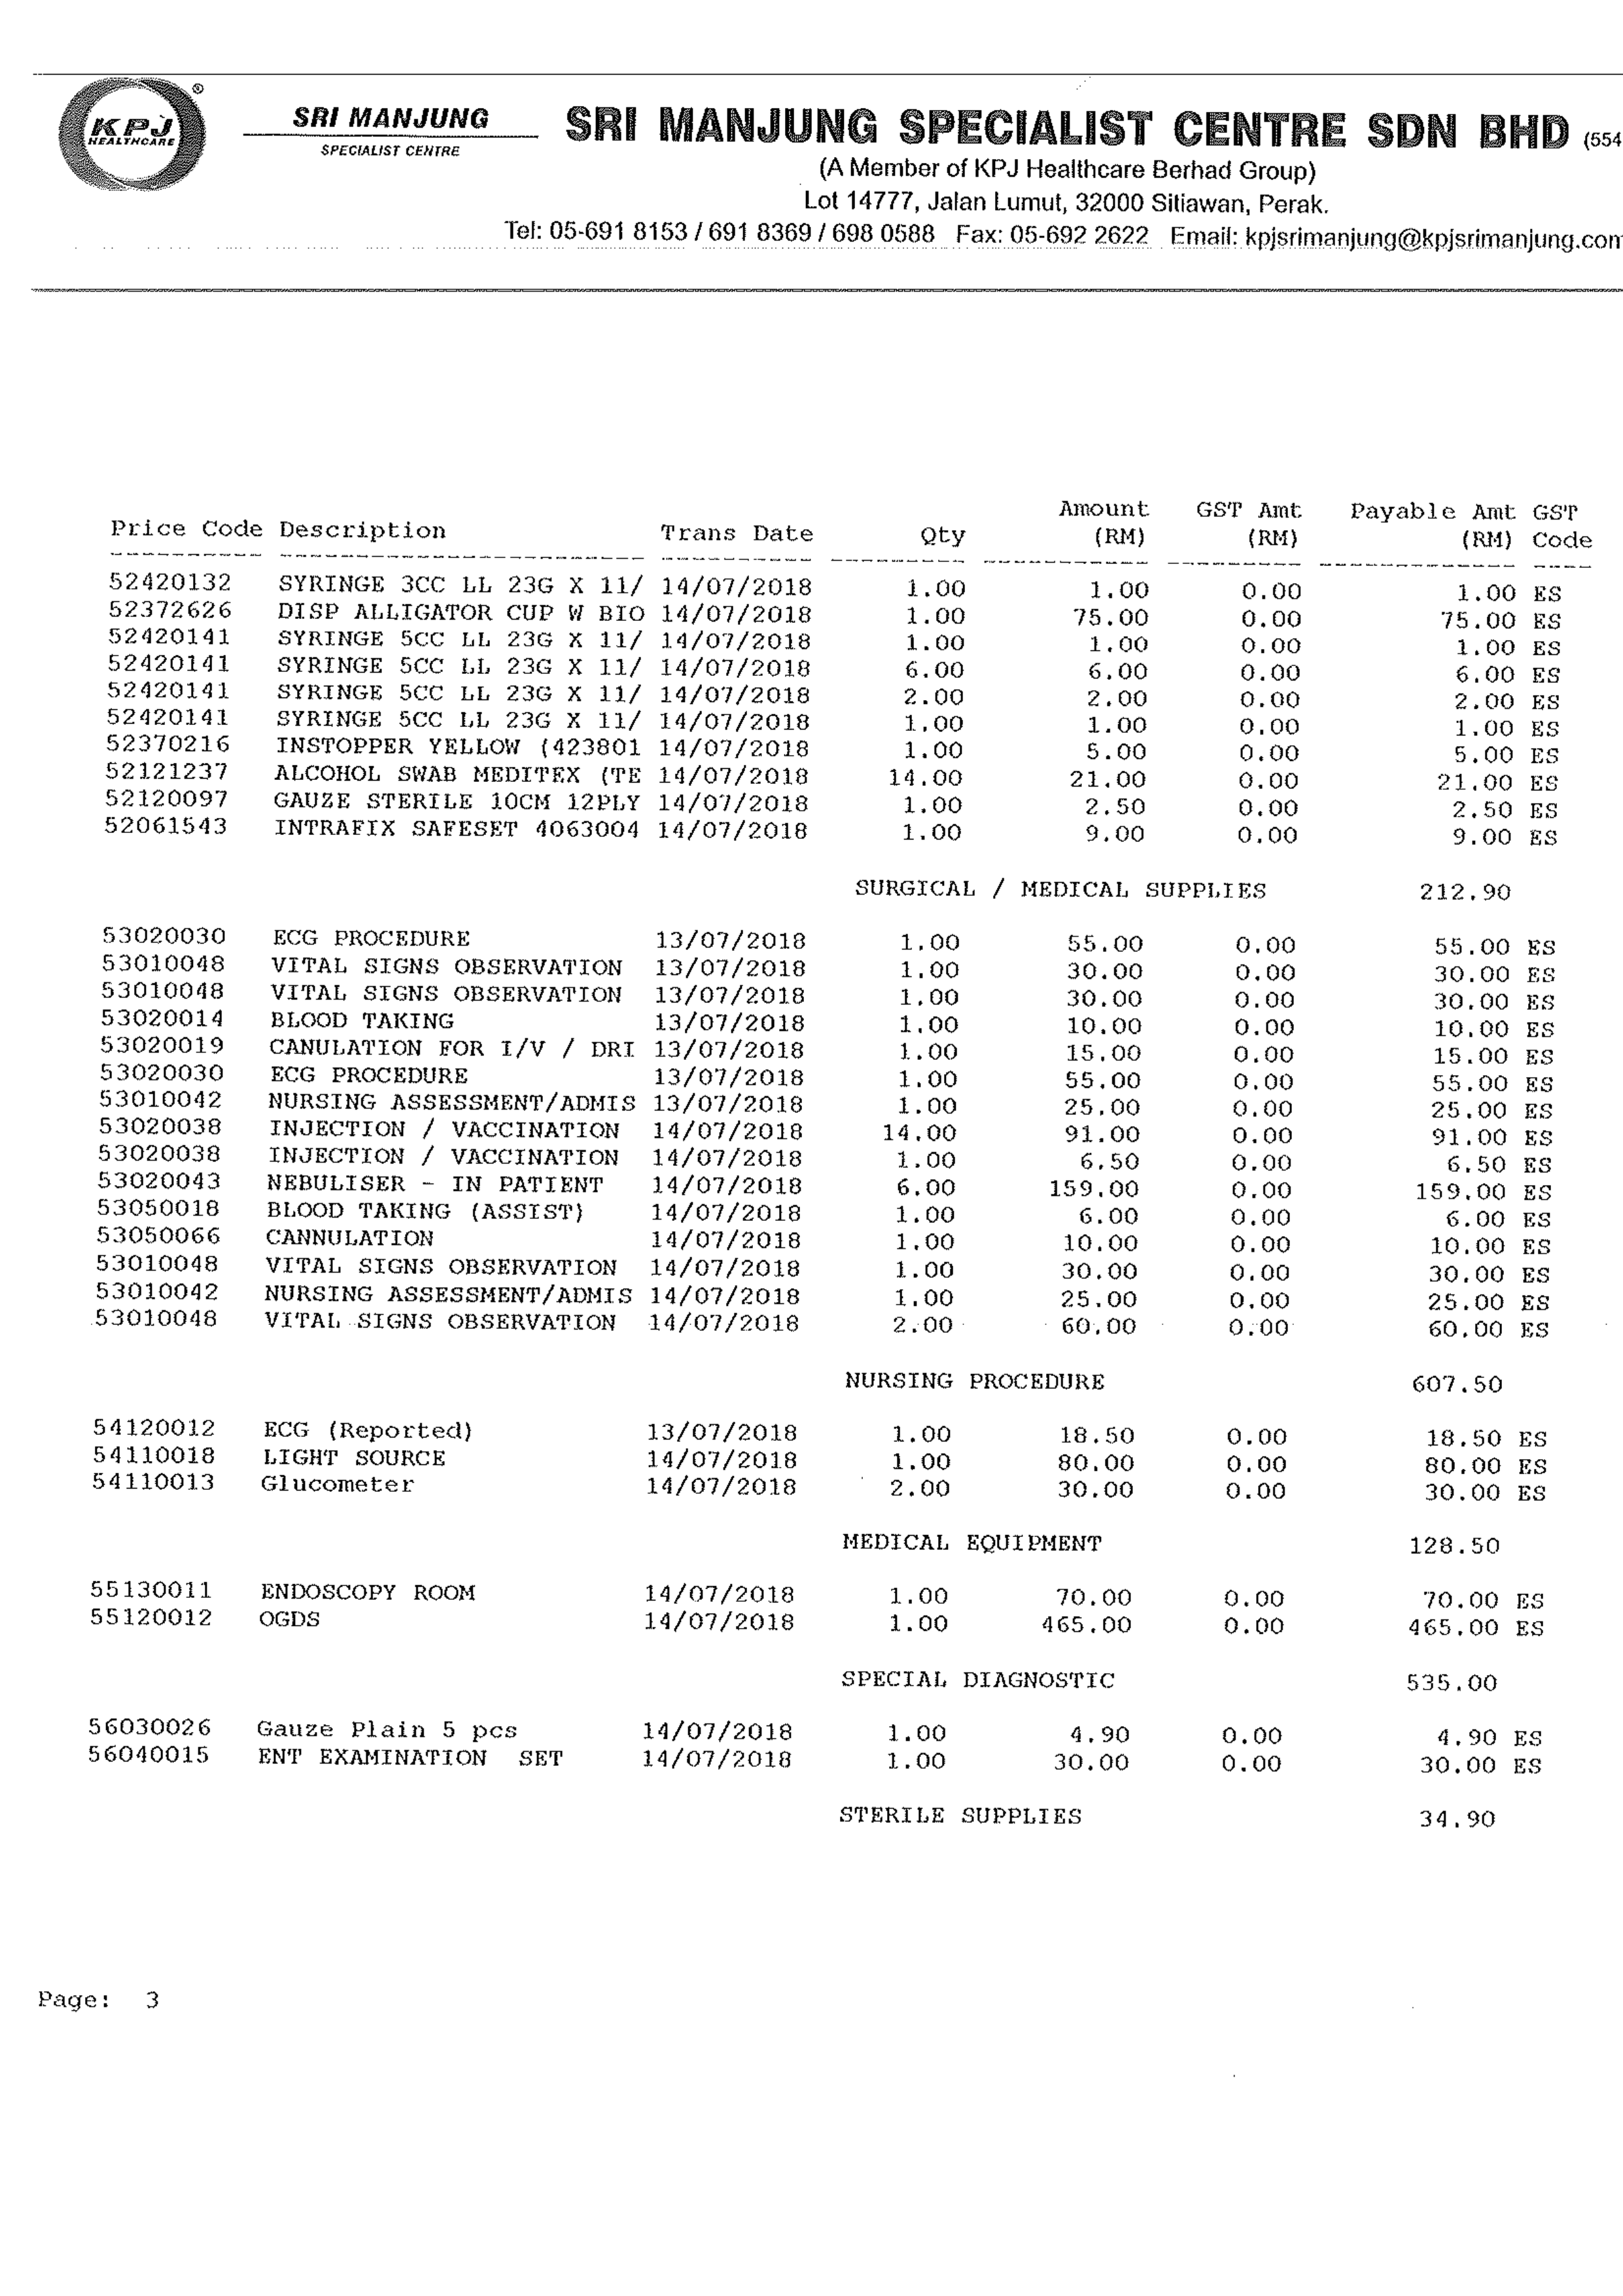 KPJ
HEALTHCARE
®
SRI MANJUNG
SPECIALIST CENTRE
SRI MANJUNG SPECIALIST CENTRE SDN BHD (554
(A Member of KPJ Healthcare Berhad Group)
Lot 14777, Jalan Lumut, 32000 Sitiawan, Perak.
Tel: 05-691 8153 / 691 8369 / 698 0588 Fax: 05-692 2622 Email: kpjsrimanjung@kpjsrimanjung.com
Amount GST Amt Payable Amt GST
Price Code Description Trans Date Qty (RM) (RM) (RM) Code
52420132 SYRINGE 3CC LL 23G X 11/ 14/07/2018 1.00 1.00 0.00 1.00 ES
52372626 DISP ALLIGATOR CUP W BIO 14/07/2018 1.00 75.00 0.00 75.00 ES
52420141 SYRINGE 5CC LL 23G X 11/ 14/07/2018 1.00 1.00 0.00 1.00 ES
52420141 SYRINGE 5CC LL 23G X 11/ 14/07/2018 6.00 6.00 0.00 6.00 ES
52420141 SYRINGE 5CC LL 23G X 11/ 14/07/2018 2.00 2.00 0.00 2.00 ES
52420141 SYRINGE 5CC LL 23G X 11/ 14/07/2018 1.00 1.00 0.00 1.00 ES
52370216 INSTOPPER YELLOW (423801 14/07/2018 1.00 5.00 0.00 5.00 ES
52121237 ALCOHOL SWAB MEDITEX (TE 14/07/2018 14.00 21.00 0.00 21.00 ES
52120097 GAUZE STERILE 10CM 12PLY 14/07/2018 1.00 2.50 0.00 2.50 ES
52061543 INTRAFIX SAFESET 4063004 14/07/2018 1.00 9.00 0.00 9.00 ES
SURGICAL / MEDICAL SUPPLIES 212.90
53020030 ECG PROCEDURE 13/07/2018 1.00 55.00 0.00 55.00 ES
53010048 VITAL SIGNS OBSERVATION 13/07/2018 1.00 30.00 0.00 30.00 ES
53010048 VITAL SIGNS OBSERVATION 13/07/2018 1.00 30.00 0.00 30.00 ES
53020014 BLOOD TAKING 13/07/2018 1.00 10.00 0.00 10.00 ES
53020019 CANULATION FOR I/V / DRI 13/07/2018 1.00 15.00 0.00 15.00 ES
53020030 ECG PROCEDURE 13/07/2018 1.00 55.00 0.00 55.00 ES
53010042 NURSING ASSESSMENT/ADMIS 13/07/2018 1.00 25.00 0.00 25.00 ES
53020038 INJECTION / VACCINATION 14/07/2018 14.00 91.00 0.00 91.00 ES
53020038 INJECTION / VACCINATION 14/07/2018 1.00 6.50 0.00 6.50 ES
53020043 NEBULISER - IN PATIENT 14/07/2018 6.00 159.00 0.00 159.00 ES
53050018 BLOOD TAKING (ASSIST) 14/07/2018 1.00 6.00 0.00 6.00 ES
53050066 CANNULATION 14/07/2018 1.00 10.00 0.00 10.00 ES
53010048 VITAL SIGNS OBSERVATION 14/07/2018 1.00 30.00 0.00 30.00 ES
53010042 NURSING ASSESSMENT/ADMIS 14/07/2018 1.00 25.00 0.00 25.00 ES
53010048 VITAL SIGNS OBSERVATION 14/07/2018 2.00 60.00 0.00 60.00 ES
NURSING PROCEDURE 607.50
54120012 ECG (Reported) 13/07/2018 1.00 18.50 0.00 18.50 ES
54110018 LIGHT SOURCE 14/07/2018 1.00 80.00 0.00 80.00 ES
54110013 Glucometer 14/07/2018 2.00 30.00 0.00 30.00 ES
MEDICAL EQUIPMENT 128.50
55130011 ENDOSCOPY ROOM 14/07/2018 1.00 70.00 0.00 70.00 ES
55120012 OGDS 14/07/2018 1.00 465.00 0.00 465.00 ES
SPECIAL DIAGNOSTIC 535.00
56030026 Gauze Plain 5 pcs 14/07/2018 1.00 4.90 0.00 4.90 ES
56040015 ENT EXAMINATION SET 14/07/2018 1.00 30.00 0.00 30.00 ES
STERILE SUPPLIES 34.90
Page: 3